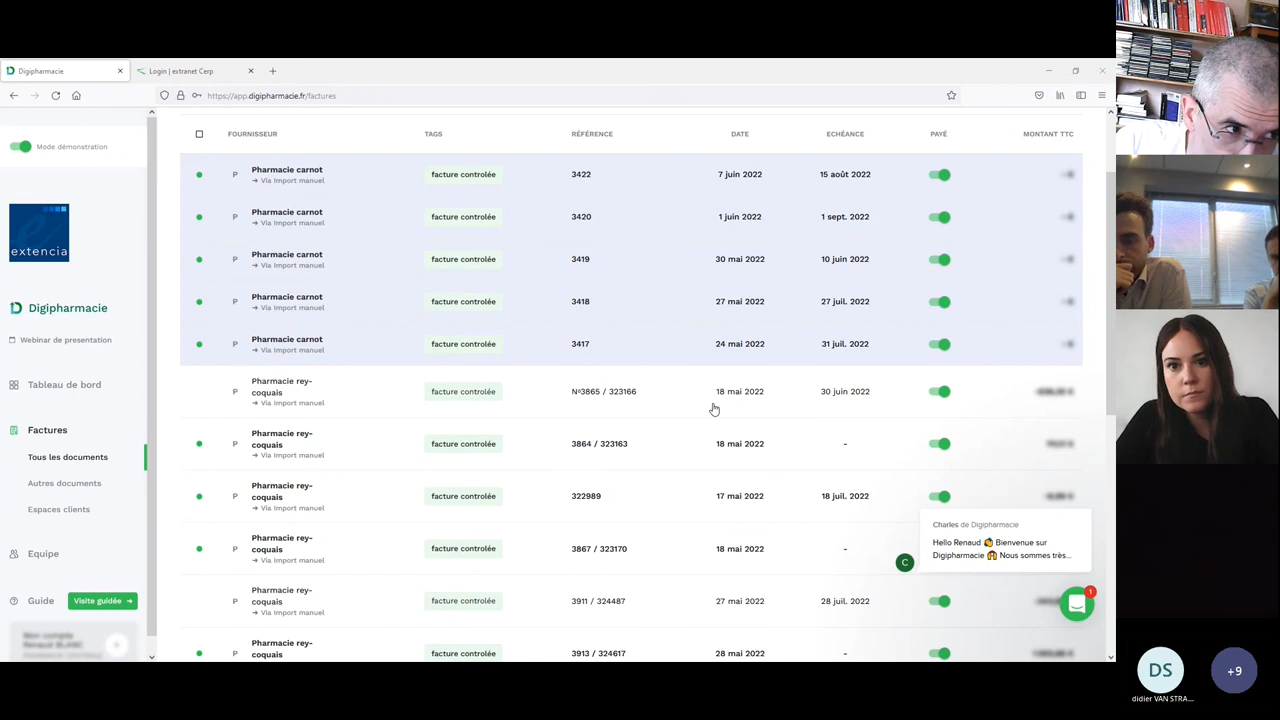 Digipharmacie
Login | extranet Cerp
https://app.digipharmacie.fr/factures
Mode démonstration
extencia
Digipharmacie
Webinar de presentation
Tableau de bord
Factures
Tous les documents
Autres documents
Espaces clients
Equipe
Guide
Visite guidée →
Mon compte
Renaud BLANC
FOURNISSEUR TAGS RÉFÉRENCE DATE ECHÉANCE PAYÉ MONTANT TTC
P Pharmacie carnot facture controlée 3422 7 juin 2022 15 août 2022
→ Via Import manuel
P Pharmacie carnot facture controlée 3420 1 juin 2022 1 sept. 2022
→ Via Import manuel
P Pharmacie carnot facture controlée 3419 30 mai 2022 10 juin 2022
→ Via Import manuel
P Pharmacie carnot facture controlée 3418 27 mai 2022 27 juil. 2022
→ Via Import manuel
P Pharmacie carnot facture controlée 3417 24 mai 2022 31 juil. 2022
→ Via Import manuel
P Pharmacie rey- facture controlée Nº3865 / 323166 18 mai 2022 30 juin 2022
coquais
→ Via Import manuel
P Pharmacie rey- facture controlée 3864 / 323163 18 mai 2022 -
coquais
→ Via Import manuel
P Pharmacie rey- facture controlée 322989 17 mai 2022 18 juil. 2022
coquais
→ Via Import manuel
P Pharmacie rey- facture controlée 3867 / 323170 18 mai 2022 -
coquais
→ Via Import manuel
P Pharmacie rey- facture controlée 3911 / 324487 27 mai 2022 28 juil. 2022
coquais
→ Via Import manuel
P Pharmacie rey- facture controlée 3913 / 324617 28 mai 2022 -
coquais
Charles de Digipharmacie
Hello Renaud 👋 Bienvenue sur
Digipharmacie 👩‍⚕️ Nous sommes très...
C
1
DS
didier VAN STRA...
+9